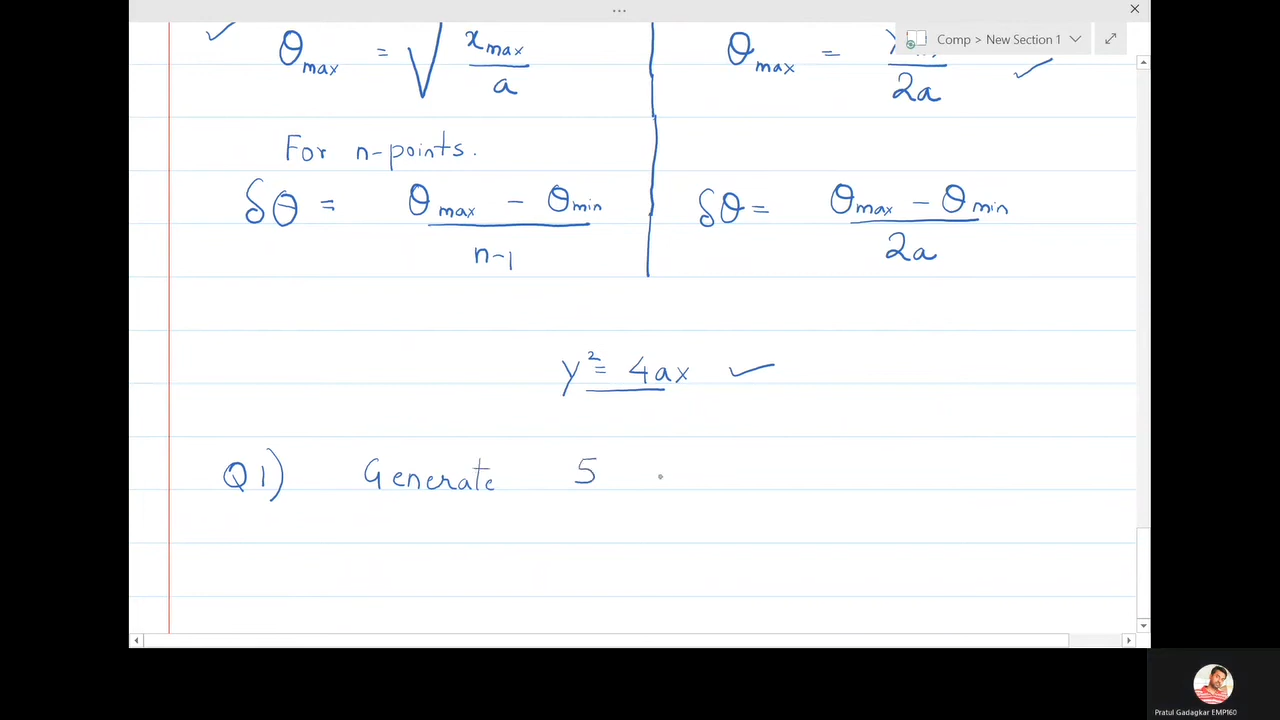 Comp > New Section 1
θmax = √ xmax / a
θmax = / 2a
For n-points.
δθ = θmax - θmin / n-1
δθ = θmax - θmin / 2a
y² = 4ax
Q1) Generate 5
Pratul Gadagkar EMP160